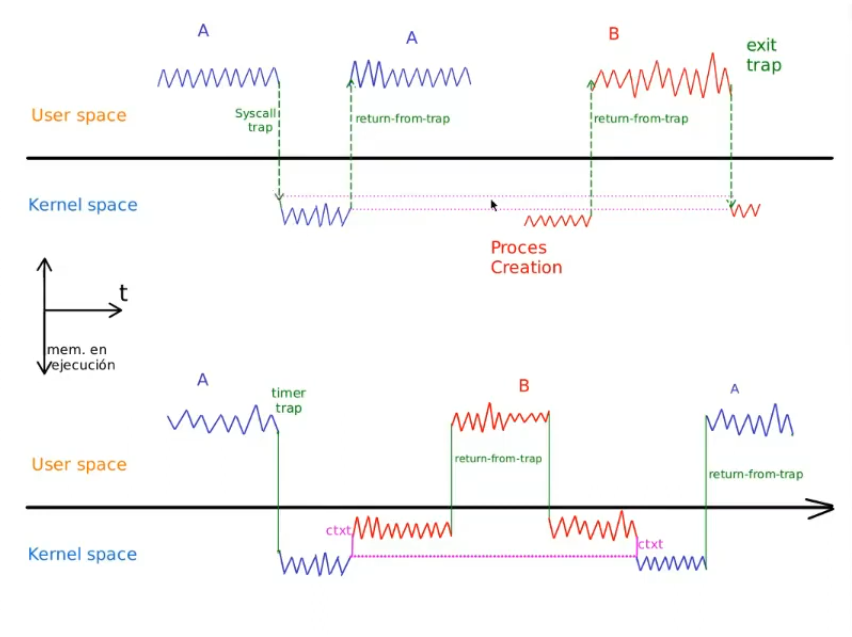 A
A
B
exit
trap
User space
Syscall
trap
return-from-trap
return-from-trap
Kernel space
Proces
Creation
t
mem. en
ejecución
A
timer
trap
B
A
User space
return-from-trap
return-from-trap
ctxt
ctxt
Kernel space